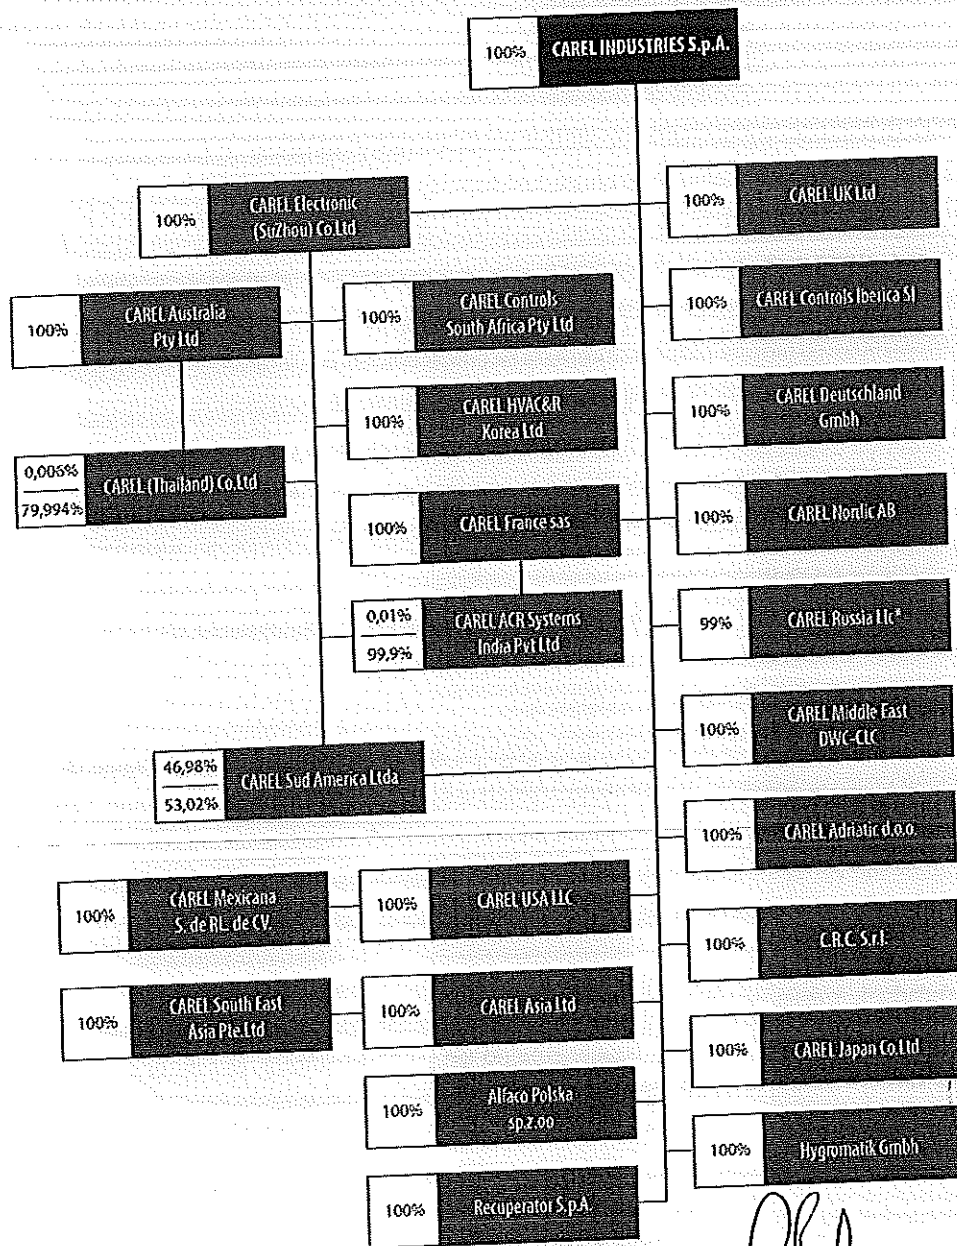 100%
CAREL INDUSTRIES S.p.A.
100%
CAREL Electronic
(SuZhou) Co.Ltd
100%
CAREL UK Ltd
100%
CAREL Australia
Pty Ltd
100%
CAREL Controls
South Africa Pty Ltd
100%
CAREL Controls Iberica Sl
100%
CAREL HVAC&R
Korea Ltd
100%
CAREL Deutschland
Gmbh
0,006%
79,994%
CAREL (Thailand) Co.Ltd
100%
CAREL France sas
100%
CAREL Nordic AB
0,01%
99,9%
CAREL ACR Systems
India Pvt Ltd
99%
CAREL Russia Llc*
100%
CAREL Middle East
DWC-CLC
46,98%
53,02%
CAREL Sud America Ltda
100%
CAREL Adriatic d.o.o.
100%
CAREL Mexicana
S. de RL. de CV.
100%
CAREL USA LLC
100%
C.R.C. S.r.l.
100%
CAREL South East
Asia Pte.Ltd
100%
CAREL Asia Ltd
100%
CAREL Japan Co.Ltd
100%
Alfaco Polska
sp.z.oo
100%
Hygromatik Gmbh
100%
Recuperator S.p.A.